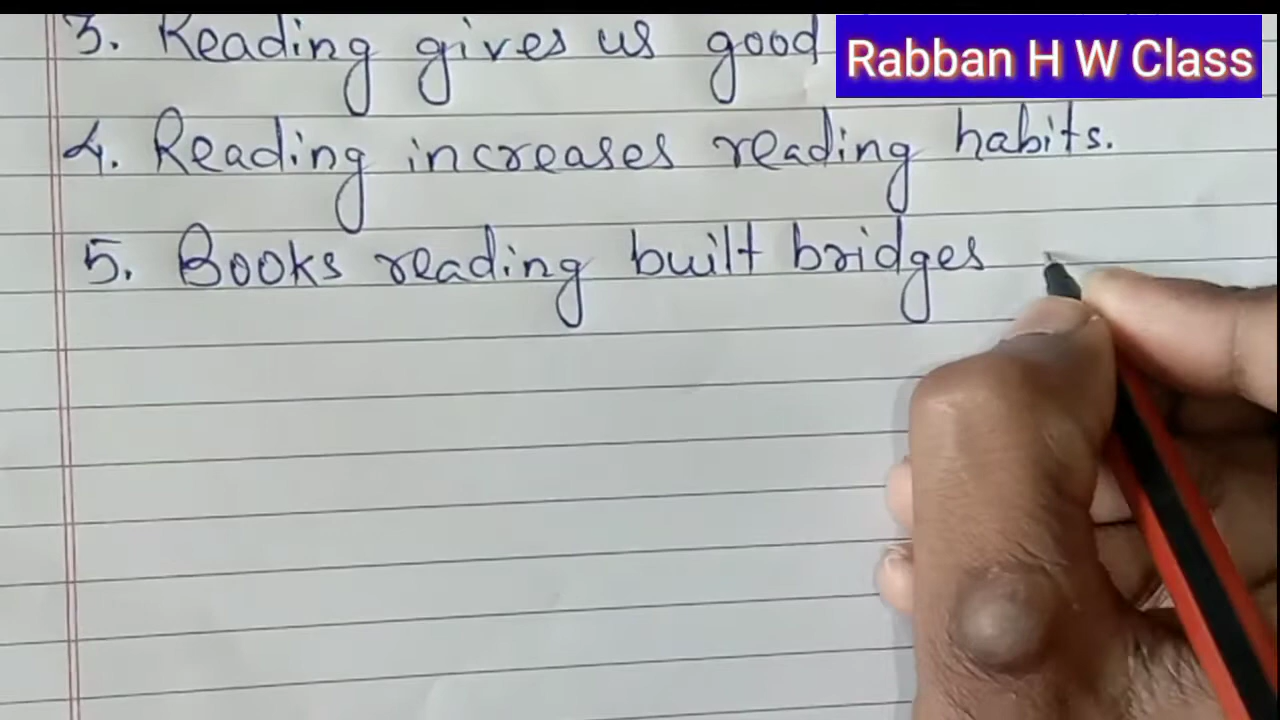 3. Reading gives us good
Rabban H W Class
4. Reading increases reading habits.
5. Books reading built bridges